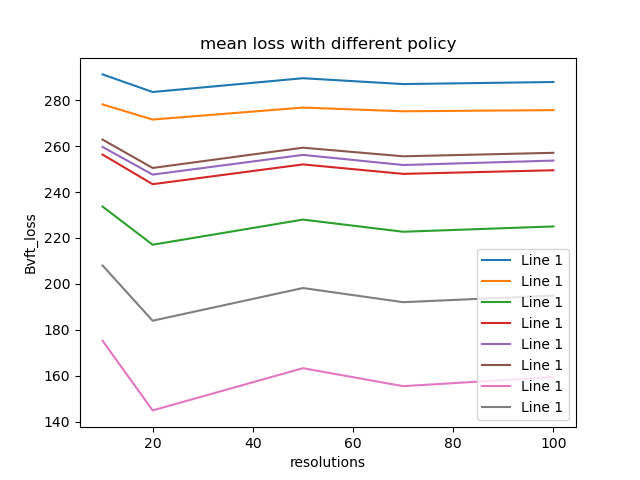 mean loss with different policy
Bvft_loss
280
260
240
220
200
180
160
140
20
40
60
80
100
resolutions
Line 1
Line 1
Line 1
Line 1
Line 1
Line 1
Line 1
Line 1